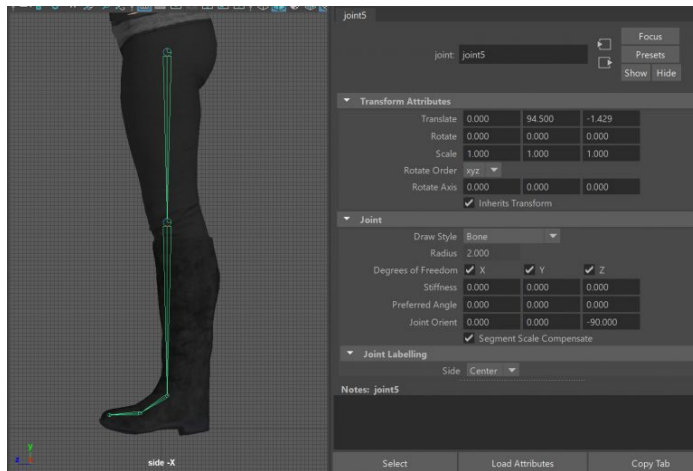 joint5
joint: joint5
Focus
Presets
Show Hide
Transform Attributes
Translate 0.000 94.500 -1.429
Rotate 0.000 0.000 0.000
Scale 1.000 1.000 1.000
Rotate Order xyz
Rotate Axis 0.000 0.000 0.000
Inherits Transform
Joint
Draw Style Bone
Radius 2.000
Degrees of Freedom X Y Z
Stiffness 0.000 0.000 0.000
Preferred Angle 0.000 0.000 0.000
Joint Orient 0.000 0.000 -90.000
Segment Scale Compensate
Joint Labelling
Side Center
Notes: joint5
Select Load Attributes Copy Tab
y
z
side -X